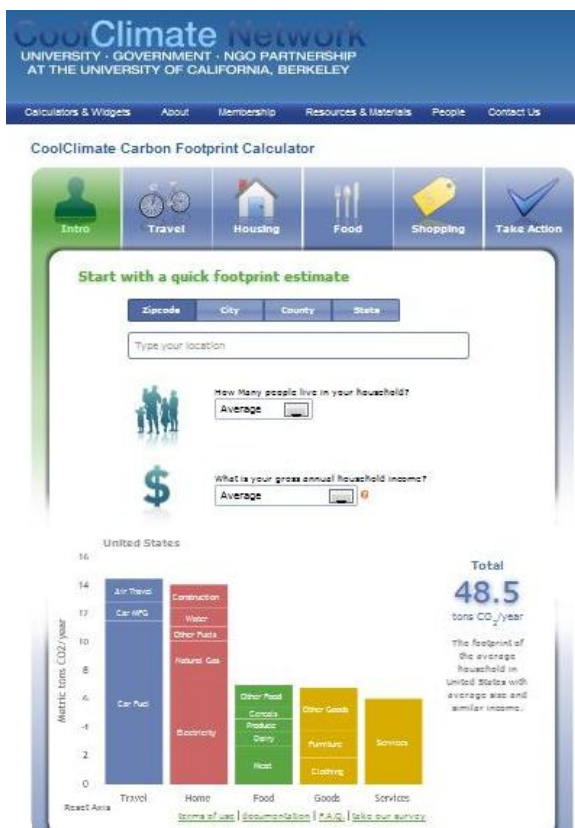 CoolClimate Network
UNIVERSITY · GOVERNMENT · NGO PARTNERSHIP
AT THE UNIVERSITY OF CALIFORNIA, BERKELEY
Calculators & Widgets About Membership Resources & Materials People Contact Us
CoolClimate Carbon Footprint Calculator
Intro Travel Housing Food Shopping Take Action
Start with a quick footprint estimate
Zipcode City County State
Type your location
How Many people live in your household?
Average
$
What is your gross annual household income?
Average ?
United States
Metric tons CO2/year
16
14
12
10
8
6
4
2
0
Air Travel
Car MFG
Car Fuel
Construction
Water
Other Fuels
Natural Gas
Electricity
Other Food
Cereals
Produce
Dairy
Meat
Other Goods
Furniture
Clothing
Services
Travel Home Food Goods Services
Reset Axis
Total
48.5
tons CO2/year
The footprint of
the average
household in
United States with
average size and
similar income.
terms of use | documentation | F.A.Q. | take our survey